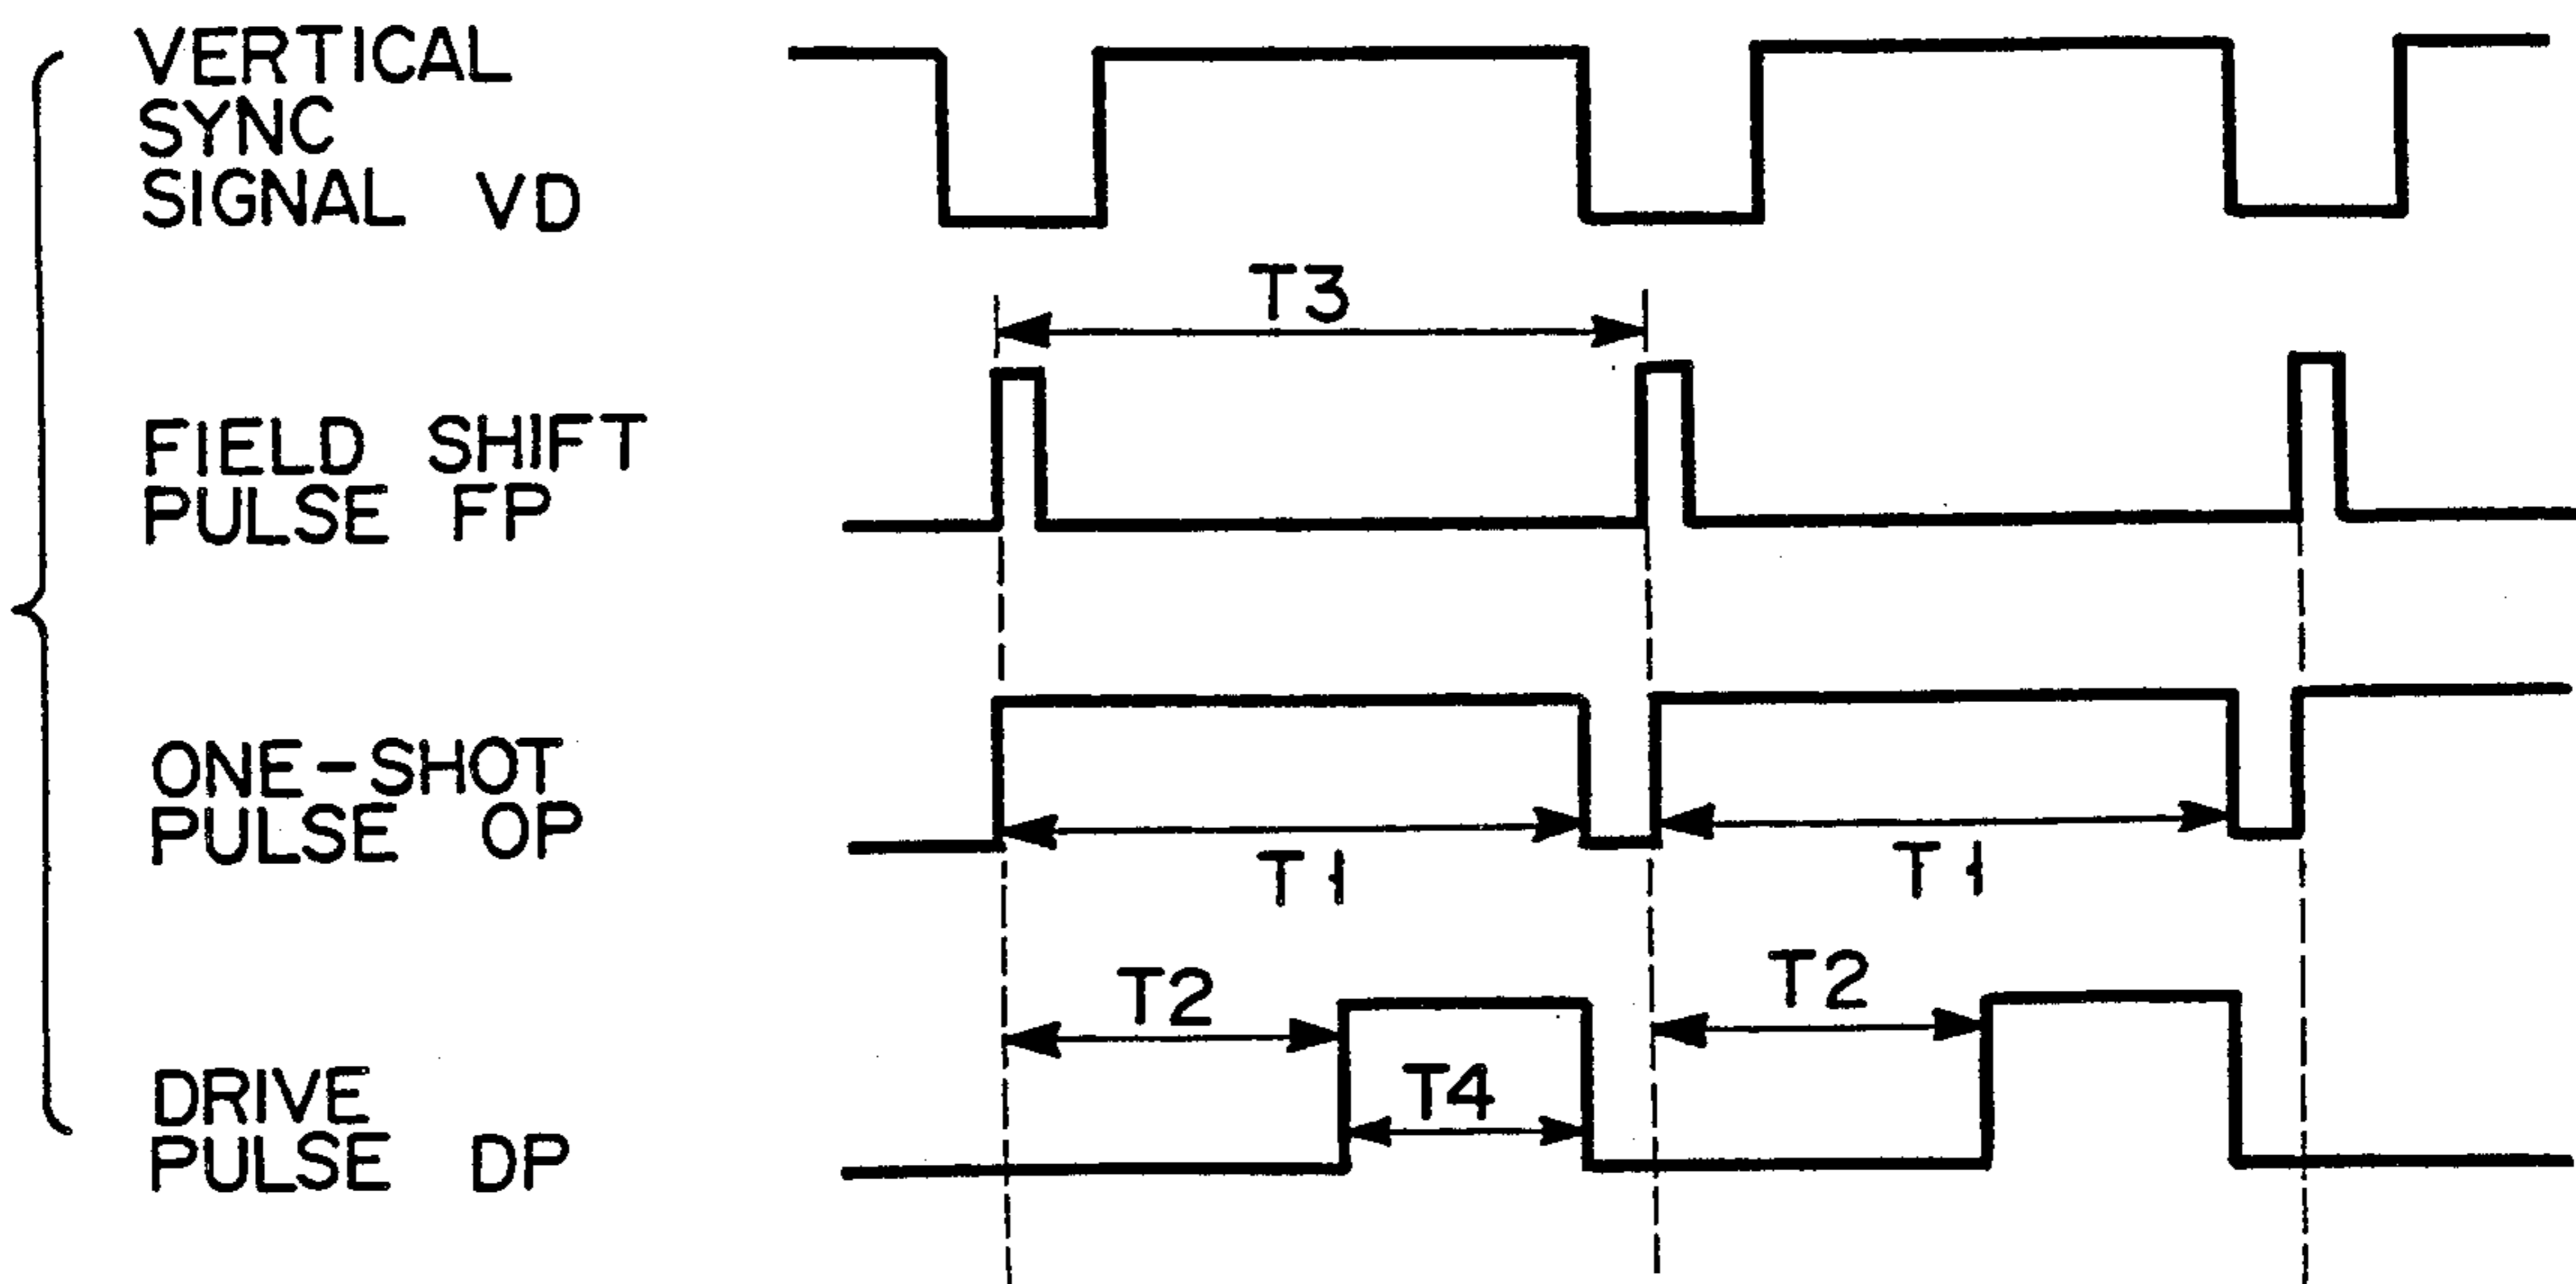 VERTICAL
SYNC
SIGNAL VD
T3
FIELD SHIFT
PULSE FP
ONE-SHOT
PULSE OP
T1
T1
T2
T2
T4
DRIVE
PULSE DP